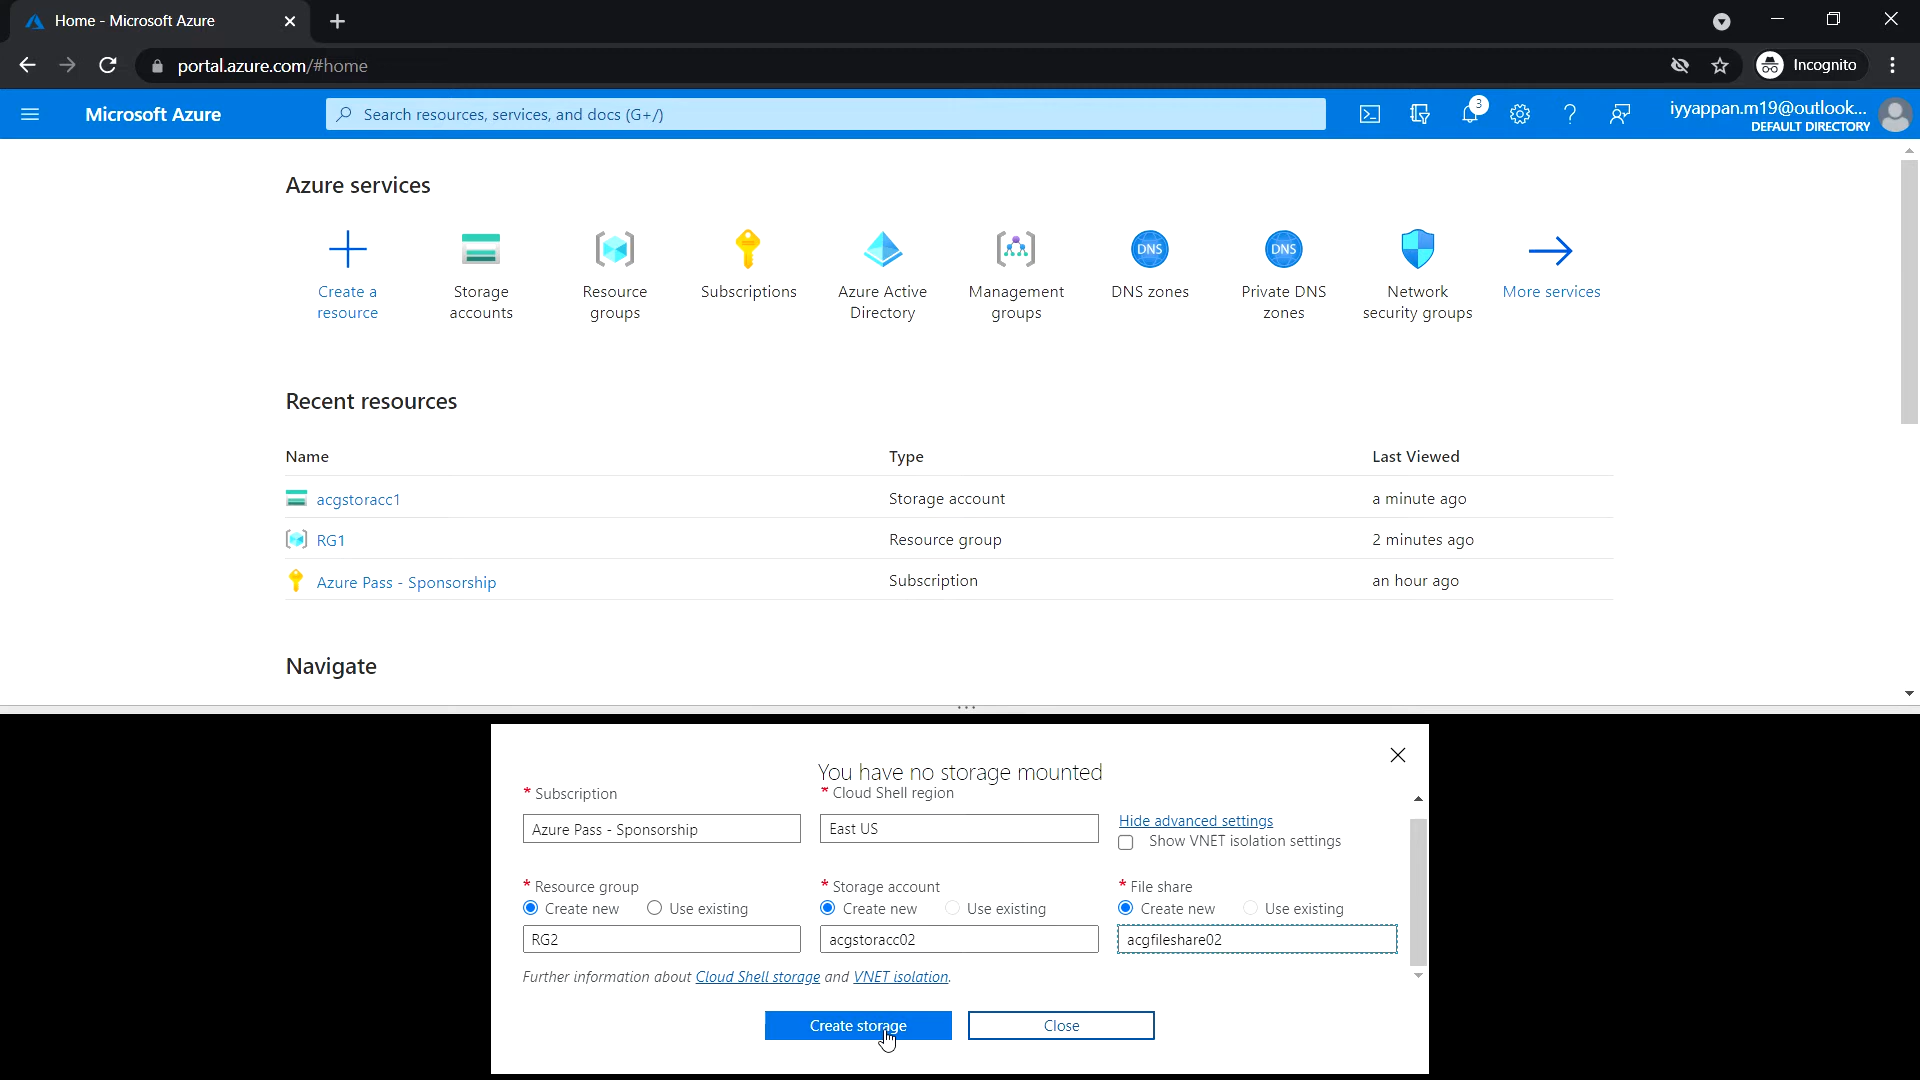 Home - Microsoft Azure
portal.azure.com/#home
Incognito
Microsoft Azure
Search resources, services, and docs (G+/)
3
iyyappan.m19@outlook...
DEFAULT DIRECTORY
Azure services
Create a resource
Storage accounts
Resource groups
Subscriptions
Azure Active Directory
Management groups
DNS
DNS zones
DNS
Private DNS zones
Network security groups
More services
Recent resources
Name Type Last Viewed
acgstoracc1 Storage account a minute ago
RG1 Resource group 2 minutes ago
Azure Pass - Sponsorship Subscription an hour ago
Navigate
You have no storage mounted
* Subscription
* Cloud Shell region
Azure Pass - Sponsorship
East US
Hide advanced settings
Show VNET isolation settings
* Resource group
* Storage account
* File share
Create new Use existing
Create new Use existing
Create new Use existing
RG2
acgstoracc02
acgfileshare02
Further information about Cloud Shell storage and VNET isolation.
Create storage
Close